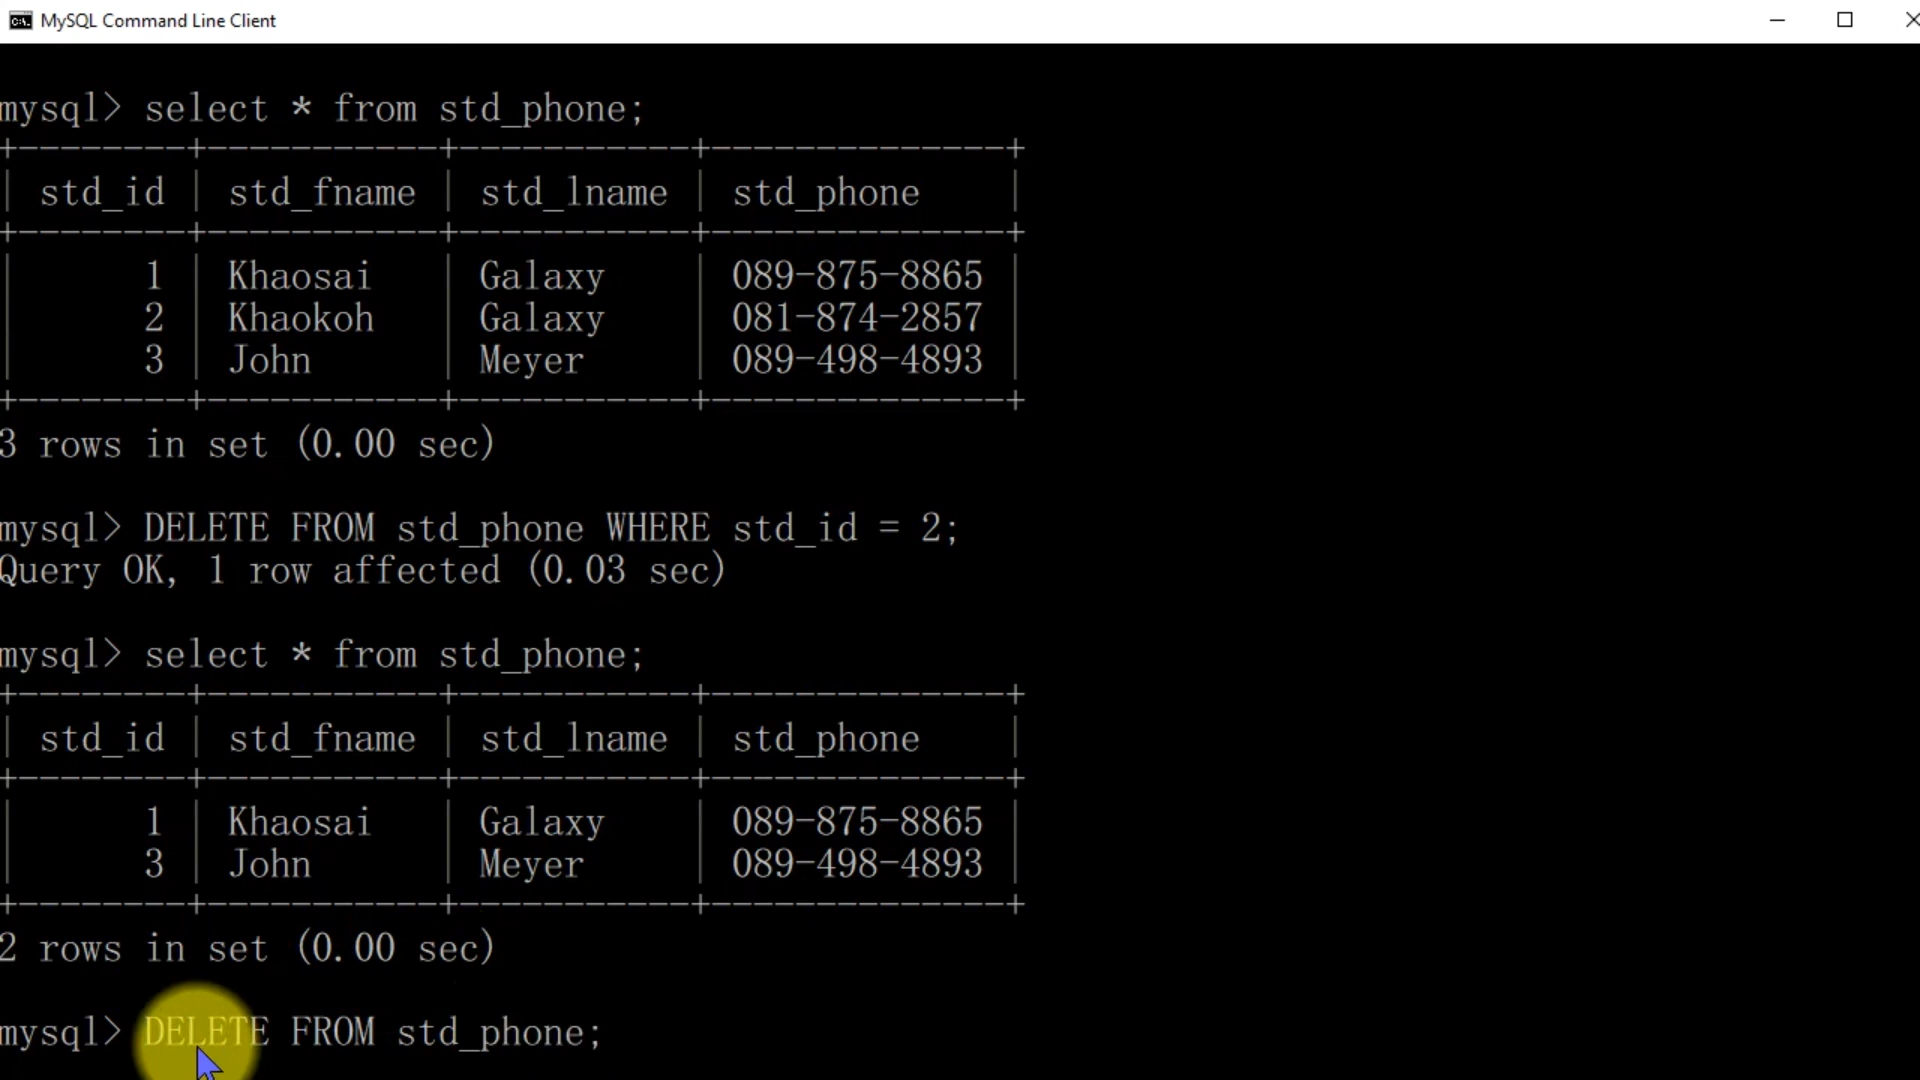 MySQL Command Line Client
mysql> select * from std_phone;
+--------+-----------+-----------+--------------+
| std_id | std_fname | std_lname | std_phone    |
+--------+-----------+-----------+--------------+
|      1 | Khaosai   | Galaxy    | 089-875-8865 |
|      2 | Khaokoh   | Galaxy    | 081-874-2857 |
|      3 | John      | Meyer     | 089-498-4893 |
+--------+-----------+-----------+--------------+
3 rows in set (0.00 sec)
mysql> DELETE FROM std_phone WHERE std_id = 2;
Query OK, 1 row affected (0.03 sec)
mysql> select * from std_phone;
+--------+-----------+-----------+--------------+
| std_id | std_fname | std_lname | std_phone    |
+--------+-----------+-----------+--------------+
|      1 | Khaosai   | Galaxy    | 089-875-8865 |
|      3 | John      | Meyer     | 089-498-4893 |
+--------+-----------+-----------+--------------+
2 rows in set (0.00 sec)
mysql> DELETE FROM std_phone;